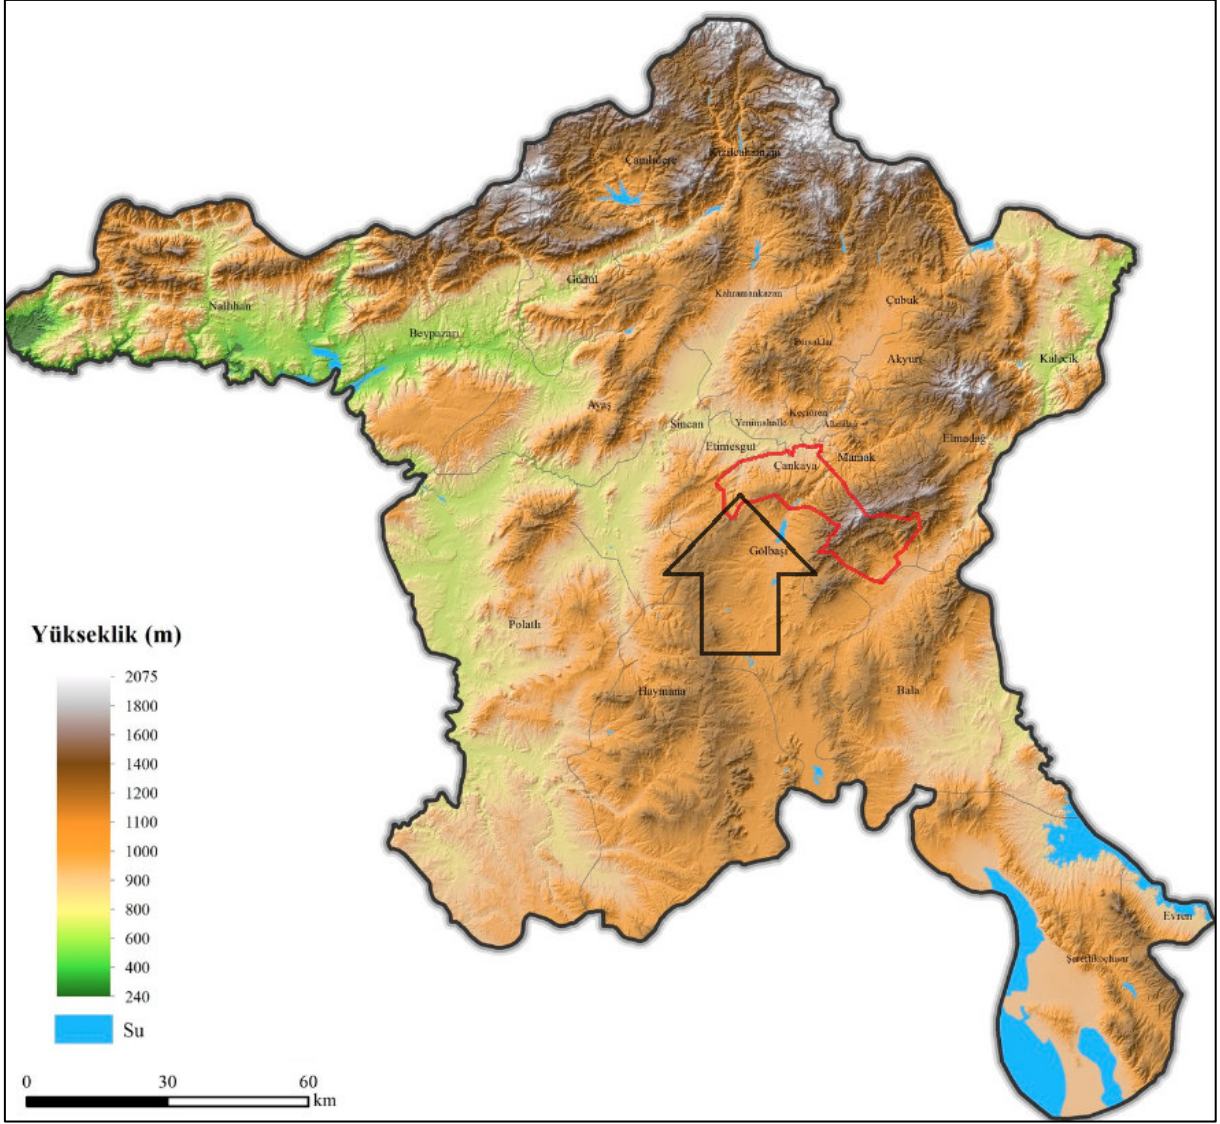 Çamlıdere
Kızılcahamam
Güdül
Nallıhan
Kahramankazan
Çubuk
Beypazarı
Pursaklar
Akyurt
Kalecik
Ayaş
Keçiören
Sincan
Yenimahalle
Altındağ
Etimesgut
Elmadağ
Mamak
Çankaya
Gölbaşı
Polatlı
Haymana
Bala
Evren
Şereflikoçhisar
Yükseklik (m)
2075
1800
1600
1400
1200
1100
1000
900
800
600
400
240
Su
0 30 60
km